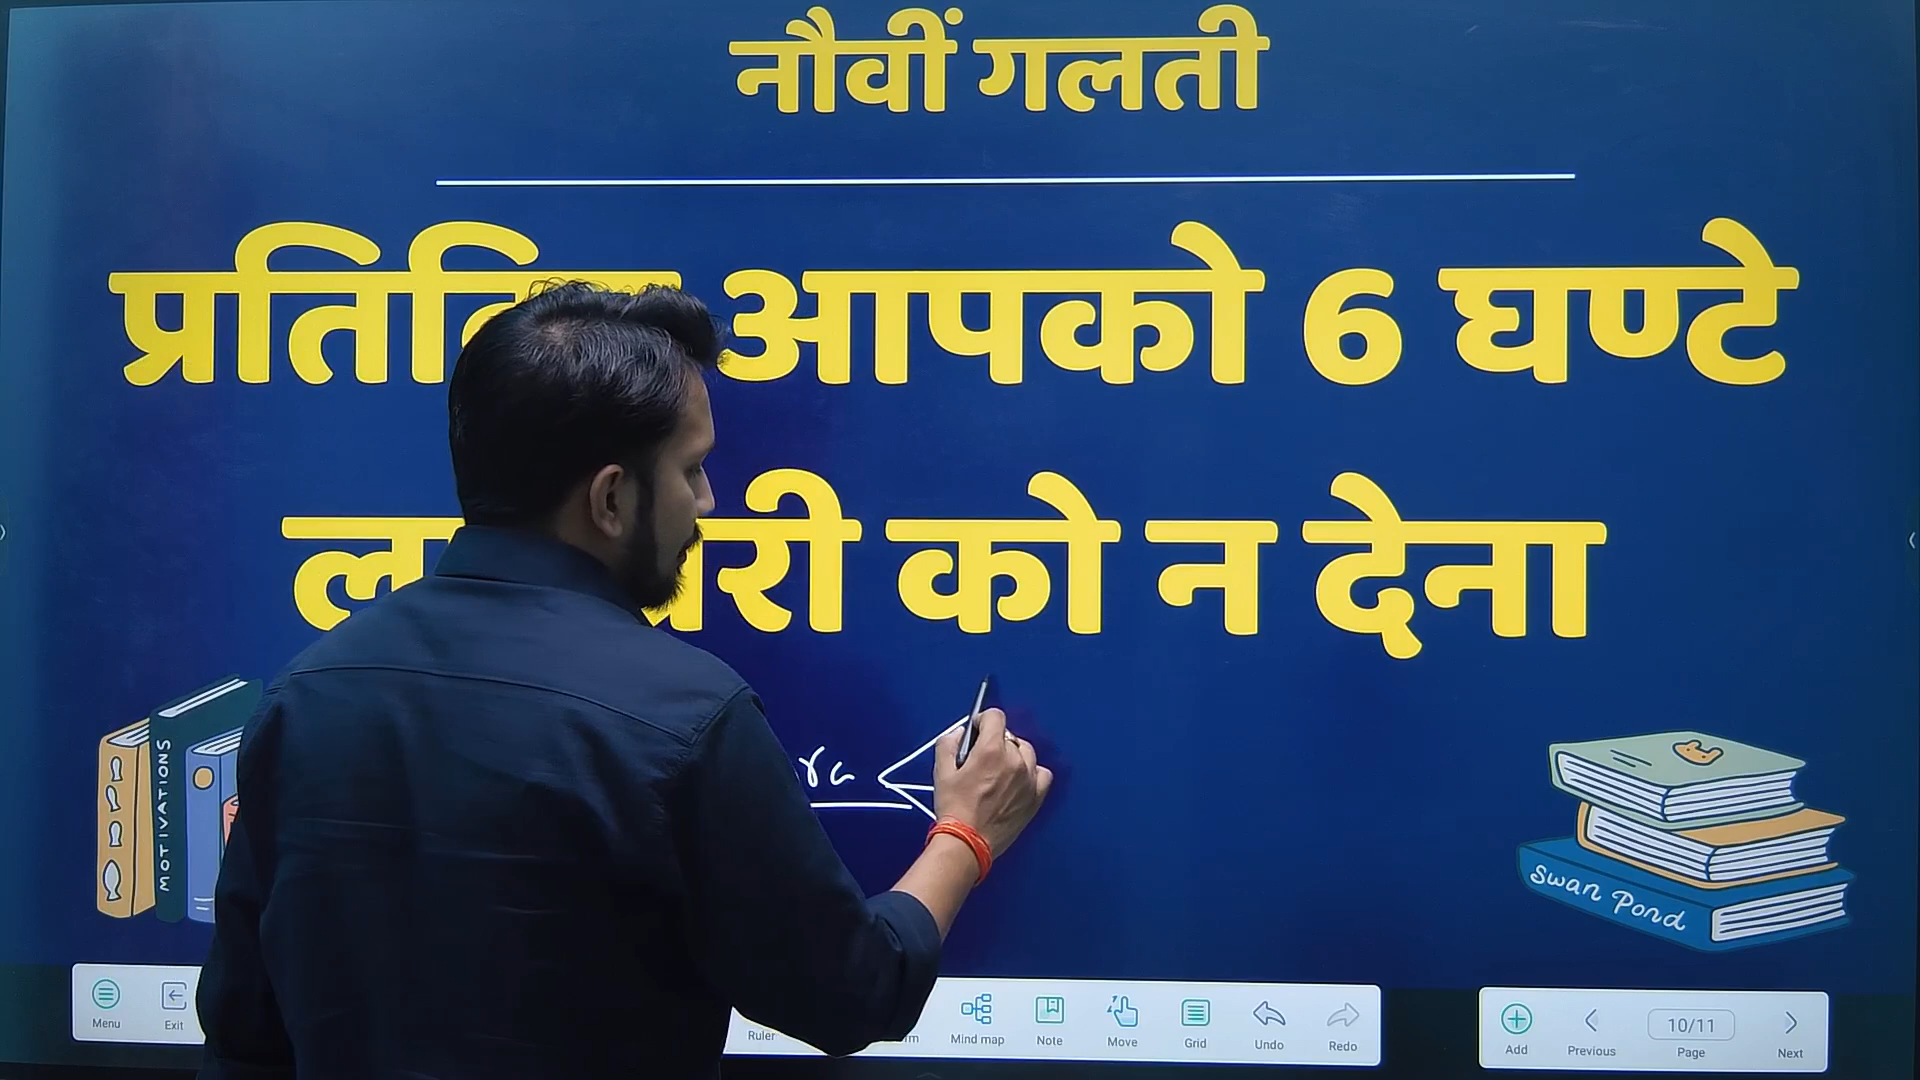 नौवीं गलती
आपको 6 घण्टे
को न देना
MOTIVATIONS
Swan Pond
Menu
Exit
Ruler
Mind map
Note
Move
Grid
Undo
Redo
Add
Previous
10/11
Page
Next